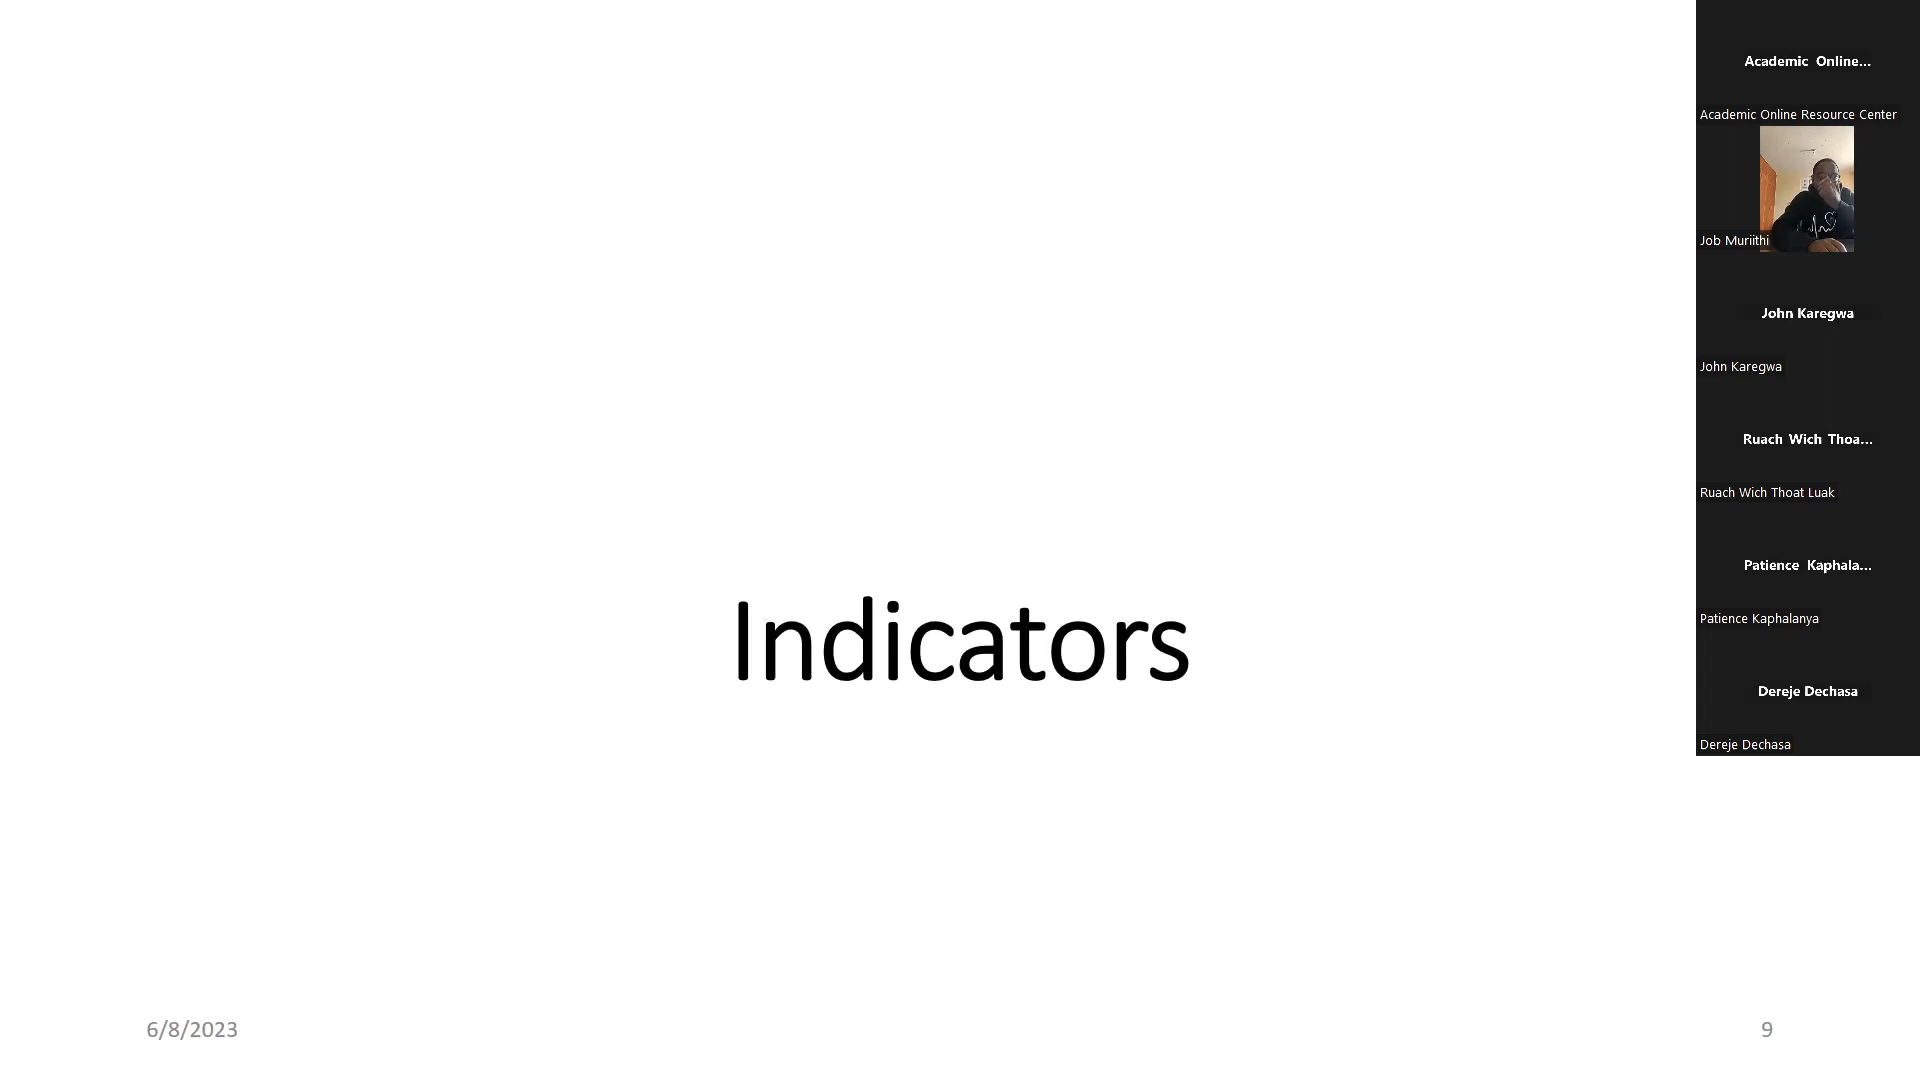 Indicators
6/8/2023
9
Academic Online...
Academic Online Resource Center
Job Muriithi
John Karegwa
John Karegwa
Ruach Wich Thoa...
Ruach Wich Thoat Luak
Patience Kaphala...
Patience Kaphalanya
Dereje Dechasa
Dereje Dechasa